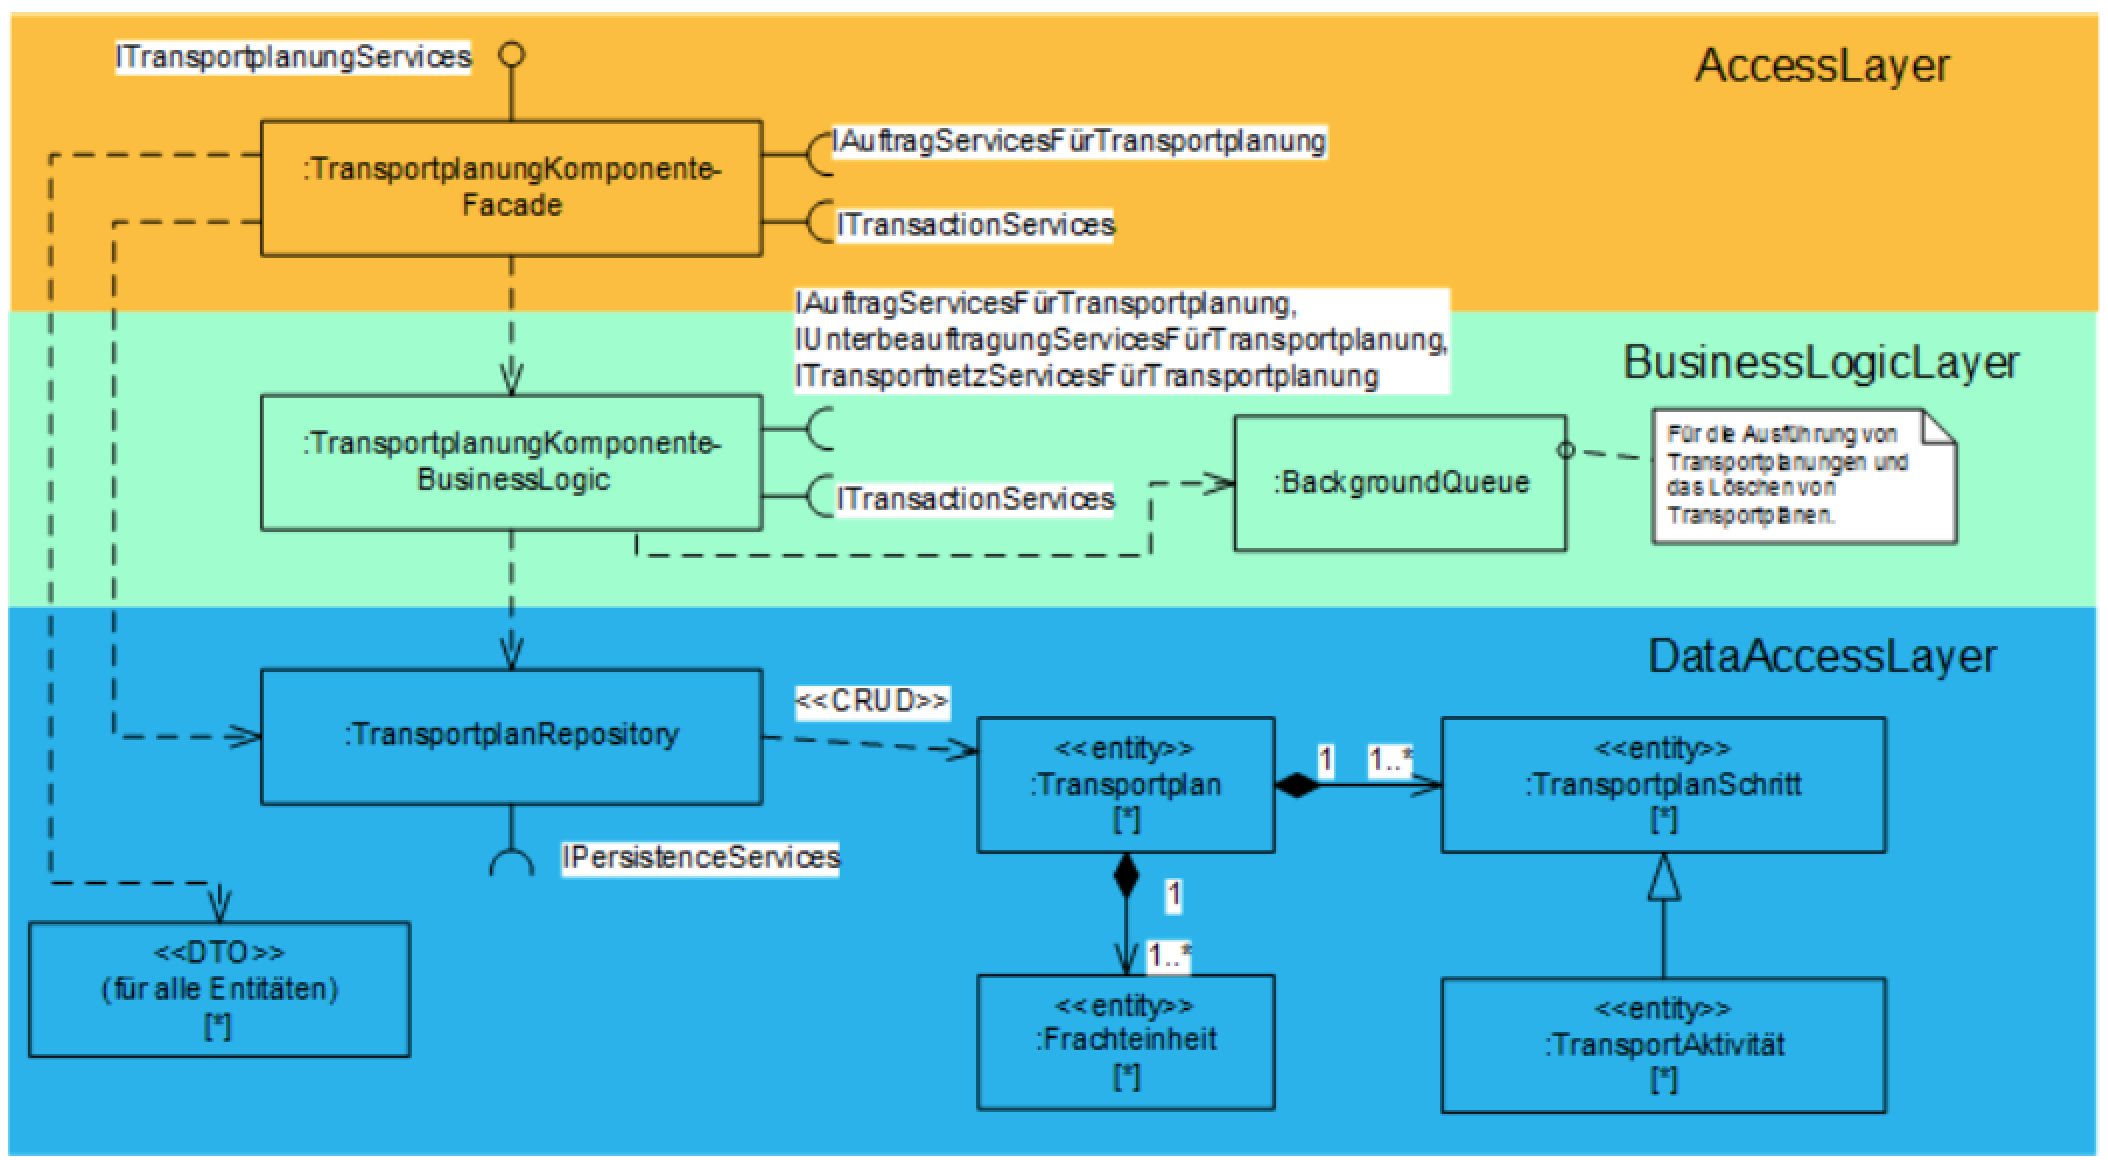 ITransportplanungServices
AccessLayer
IAuftragServicesFürTransportplanung
:TransportplanungKomponente-
Facade
ITransactionServices
IAuftragServicesFürTransportplanung,
IUnterbeauftragungServicesFürTransportplanung,
ITransportnetzServicesFürTransportplanung
BusinessLogicLayer
:TransportplanungKomponente-
BusinessLogic
ITransactionServices
:BackgroundQueue
Für die Ausführung von
Transportplanungen und
das Löschen von
Transportplänen.
DataAccessLayer
:TransportplanRepository
<<CRUD>>
<<entity>>
:Transportplan
[*]
1
1..*
<<entity>>
:TransportplanSchritt
[*]
IPersistenceServices
1
1..*
<<DTO>>
(für alle Entitäten)
[*]
<<entity>>
:Frachteinheit
[*]
<<entity>>
:TransportAktivität
[*]